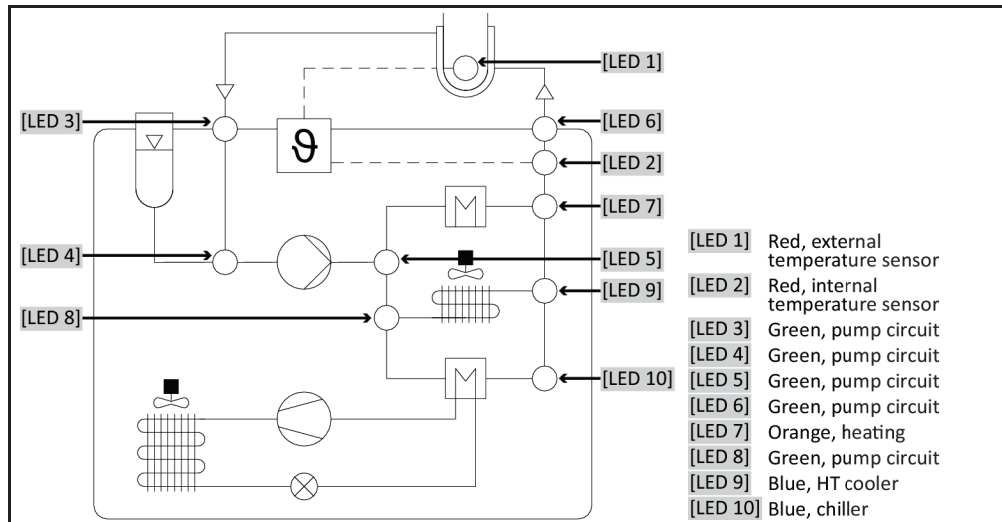 [LED 1]
[LED 3]
[LED 6]
ϑ
[LED 2]
[LED 7]
[LED 4]
[LED 5]
[LED 9]
[LED 8]
[LED 10]
[LED 1] Red, external
temperature sensor
[LED 2] Red, internal
temperature sensor
[LED 3] Green, pump circuit
[LED 4] Green, pump circuit
[LED 5] Green, pump circuit
[LED 6] Green, pump circuit
[LED 7] Orange, heating
[LED 8] Green, pump circuit
[LED 9] Blue, HT cooler
[LED 10] Blue, chiller